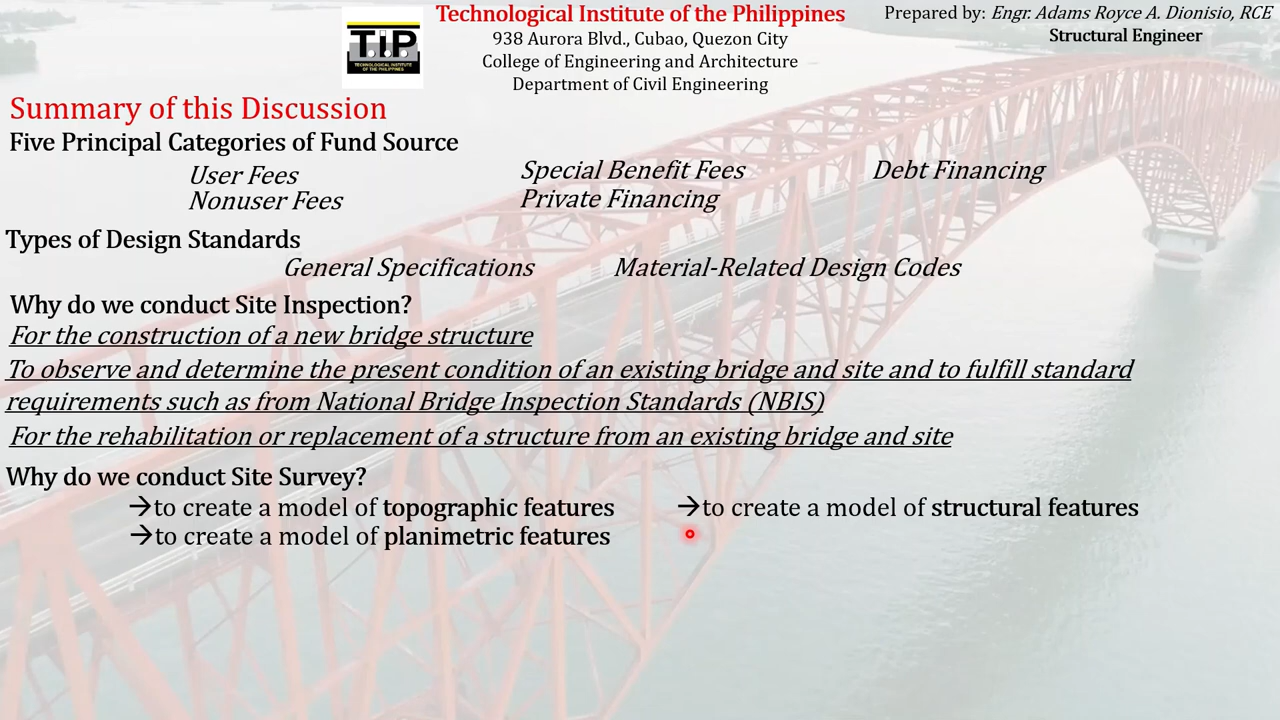 TiP
TECHNOLOGICAL INSTITUTE
OF THE PHILIPPINES
Technological Institute of the Philippines
938 Aurora Blvd., Cubao, Quezon City
College of Engineering and Architecture
Department of Civil Engineering
Prepared by: Engr. Adams Royce A. Dionisio, RCE
Structural Engineer
Summary of this Discussion
Five Principal Categories of Fund Source
User Fees
Nonuser Fees
Special Benefit Fees
Private Financing
Debt Financing
Types of Design Standards
General Specifications
Material-Related Design Codes
Why do we conduct Site Inspection?
For the construction of a new bridge structure
To observe and determine the present condition of an existing bridge and site and to fulfill standard
requirements such as from National Bridge Inspection Standards (NBIS)
For the rehabilitation or replacement of a structure from an existing bridge and site
Why do we conduct Site Survey?
→to create a model of topographic features
→to create a model of planimetric features
→to create a model of structural features